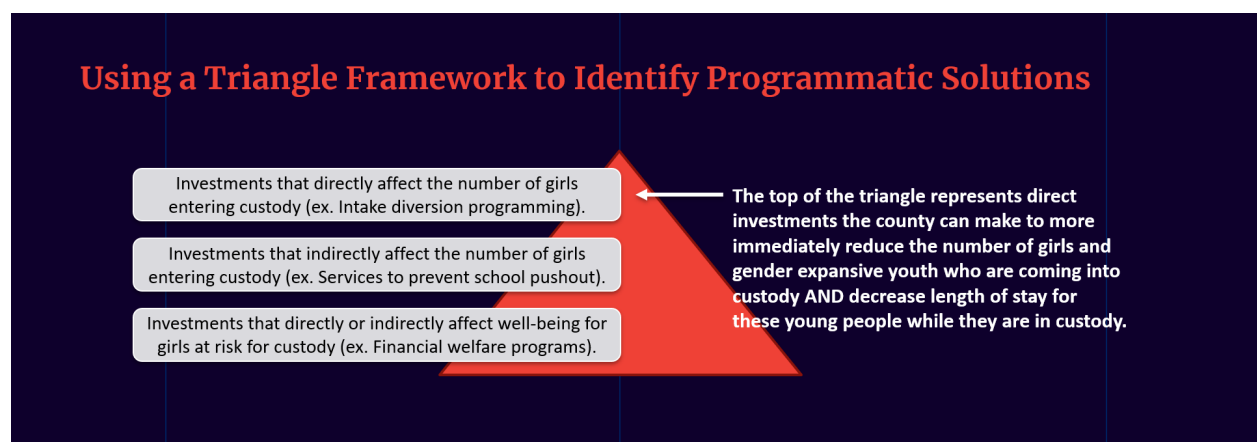 Using a Triangle Framework to Identify Programmatic Solutions
Investments that directly affect the number of girls
entering custody (ex. Intake diversion programming).
Investments that indirectly affect the number of girls
entering custody (ex. Services to prevent school pushout).
Investments that directly or indirectly affect well-being for
girls at risk for custody (ex. Financial welfare programs).
The top of the triangle represents direct
investments the county can make to more
immediately reduce the number of girls and
gender expansive youth who are coming into
custody AND decrease length of stay for
these young people while they are in custody.